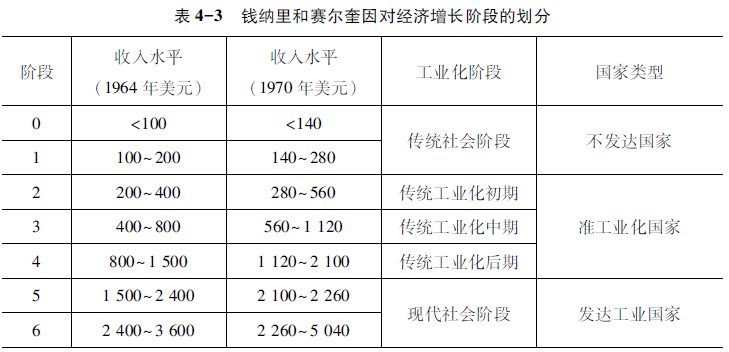 表 4-3 钱纳里和赛尔奎因对经济增长阶段的划分
阶段 收入水平（1964 年美元） 收入水平（1970 年美元） 工业化阶段 国家类型
0 <100 <140 传统社会阶段 不发达国家
1 100~200 140~280
2 200~400 280~560 传统工业化初期 准工业化国家
3 400~800 560~1 120 传统工业化中期
4 800~1 500 1 120~2 100 传统工业化后期
5 1 500~2 400 2 100~2 260 现代社会阶段 发达工业国家
6 2 400~3 600 2 260~5 040